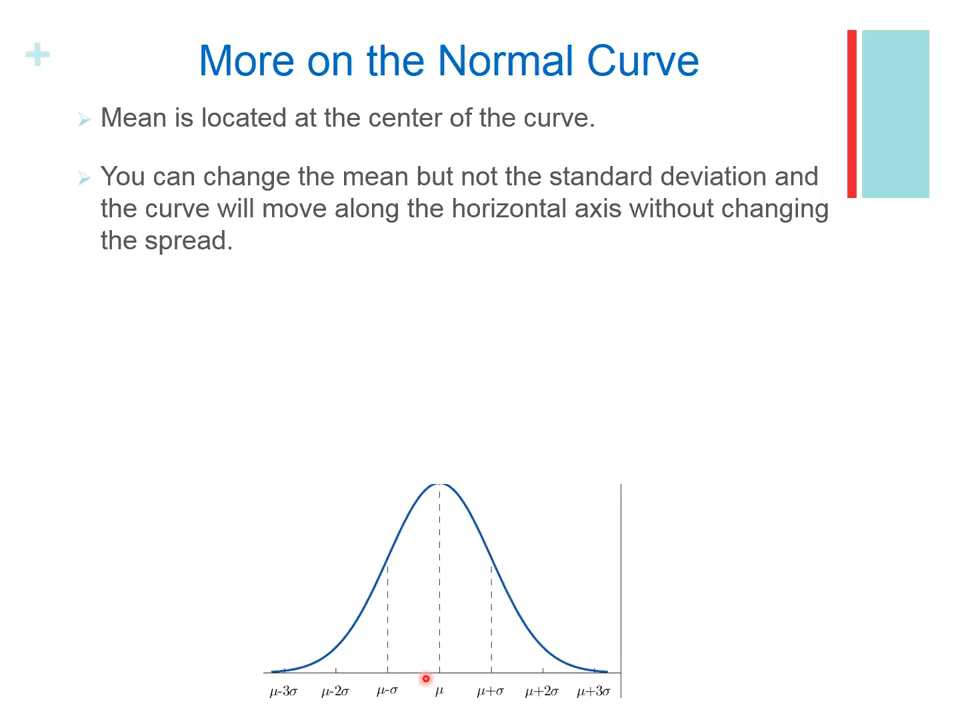 +
More on the Normal Curve
Mean is located at the center of the curve.
You can change the mean but not the standard deviation and
the curve will move along the horizontal axis without changing
the spread.
μ-3σ μ-2σ μ-σ μ μ+σ μ+2σ μ+3σ